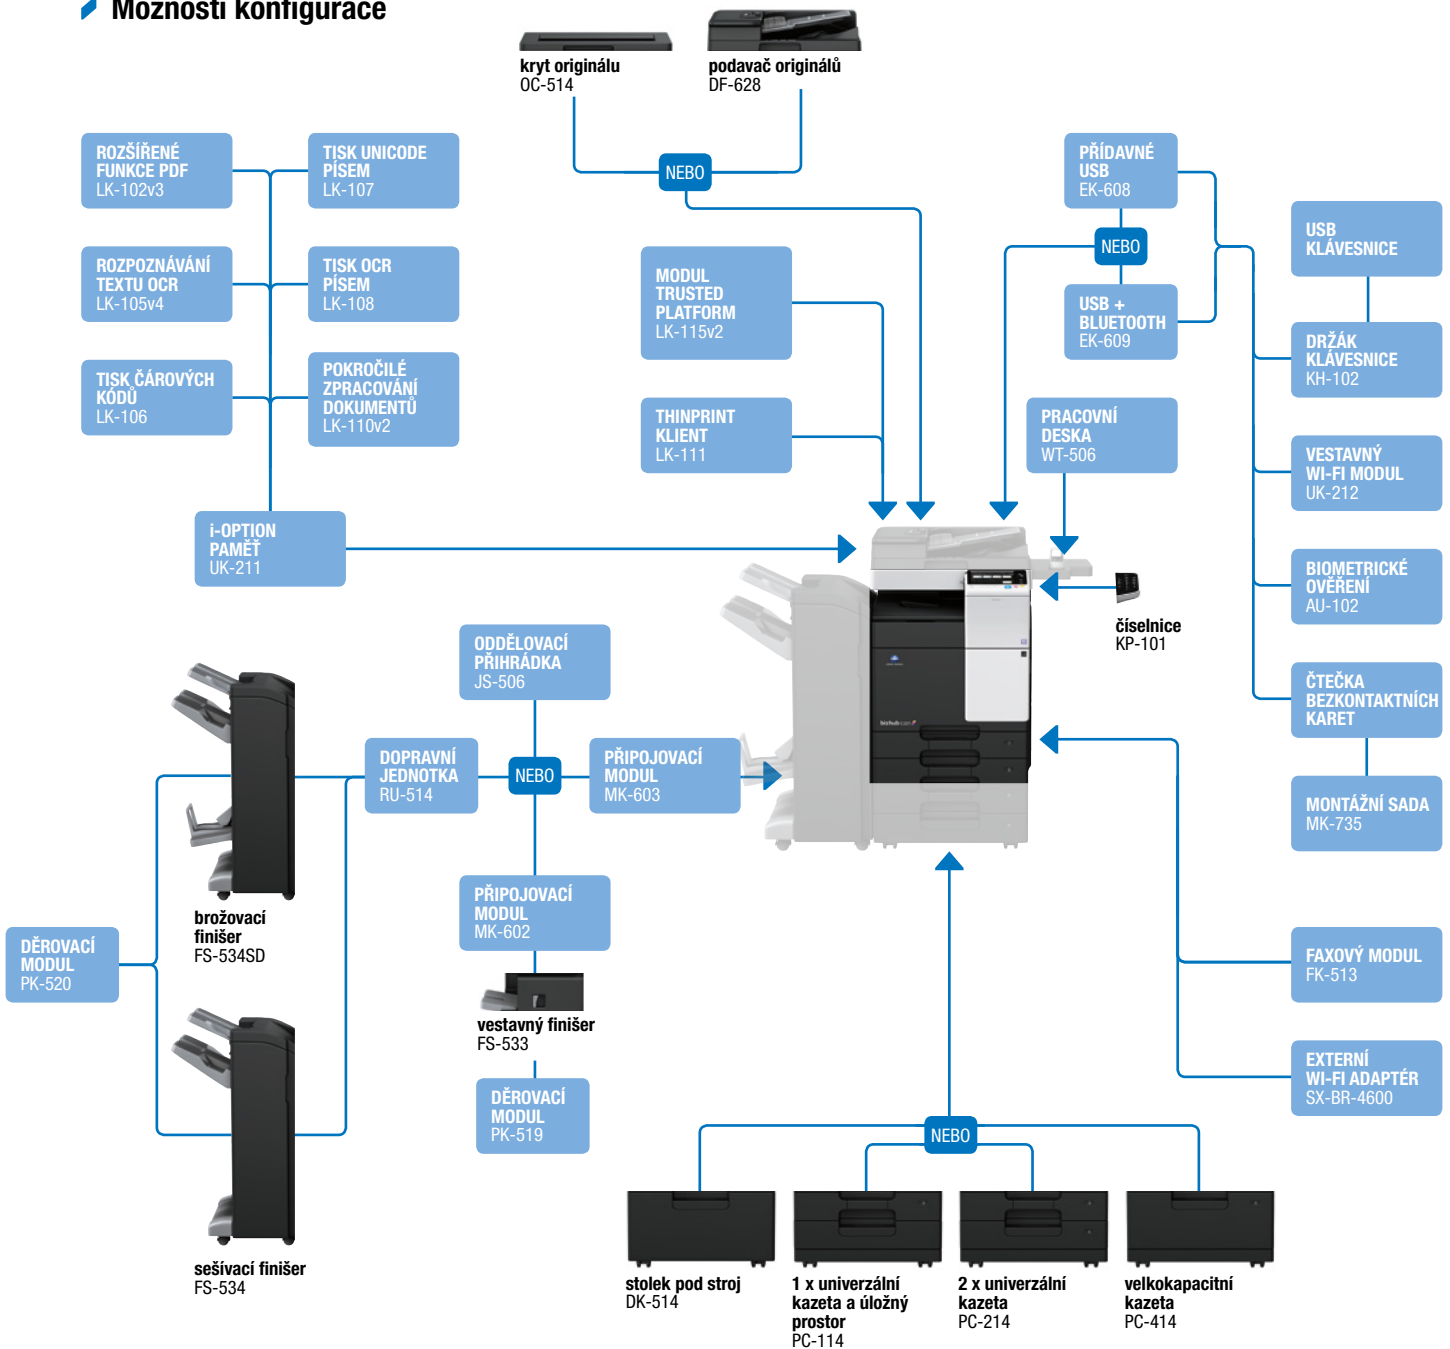 Možnosti konfigurace
kryt originálu
OC-514
podavač originálů
DF-628
NEBO
ROZŠÍŘENÉ
FUNKCE PDF
LK-102v3
TISK UNICODE
PÍSEM
LK-107
ROZPOZNÁVÁNÍ
TEXTU OCR
LK-105v4
TISK OCR
PÍSEM
LK-108
TISK ČÁROVÝCH
KÓDŮ
LK-106
POKROČILÉ
ZPRACOVÁNÍ
DOKUMENTŮ
LK-110v2
i-OPTION
PAMĚŤ
UK-211
MODUL
TRUSTED
PLATFORM
LK-115v2
THINPRINT
KLIENT
LK-111
PŘÍDAVNÉ
USB
EK-608
NEBO
USB +
BLUETOOTH
EK-609
PRACOVNÍ
DESKA
WT-506
USB
KLÁVESNICE
DRŽÁK
KLÁVESNICE
KH-102
VESTAVNÝ
WI-FI MODUL
UK-212
BIOMETRICKÉ
OVĚŘENÍ
AU-102
ČTEČKA
BEZKONTAKTNÍCH
KARET
MONTÁŽNÍ SADA
MK-735
číselnice
KP-101
bizhub
ODDĚLOVACÍ
PŘIHRÁDKA
JS-506
DOPRAVNÍ
JEDNOTKA
RU-514
NEBO
PŘIPOJOVACÍ
MODUL
MK-603
PŘIPOJOVACÍ
MODUL
MK-602
brožovací
finišer
FS-534SD
DĚROVACÍ
MODUL
PK-520
vestavný finišer
FS-533
DĚROVACÍ
MODUL
PK-519
sešívací finišer
FS-534
FAXOVÝ MODUL
FK-513
EXTERNÍ
WI-FI ADAPTÉR
SX-BR-4600
NEBO
stolek pod stroj
DK-514
1 x univerzální
kazeta a úložný
prostor
PC-114
2 x univerzální
kazeta
PC-214
velkokapacitní
kazeta
PC-414